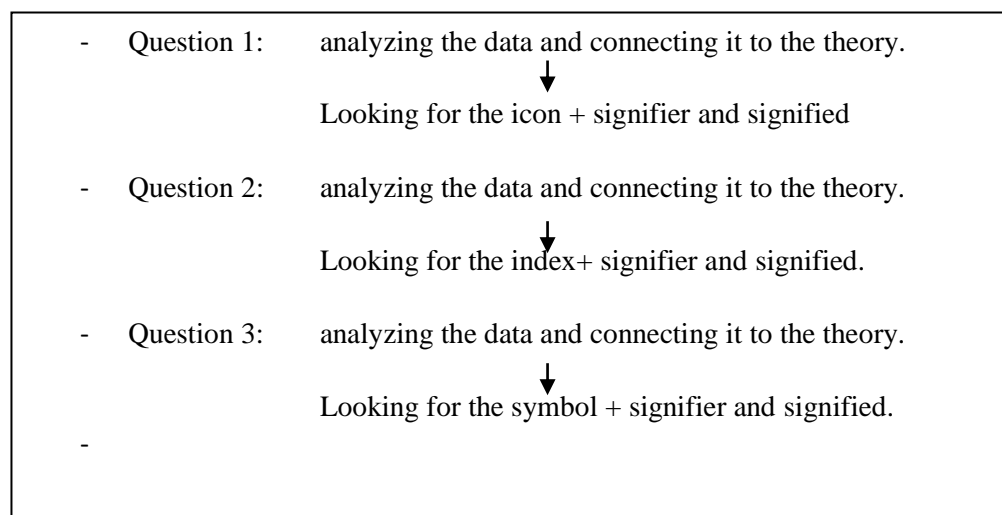 - Question 1: analyzing the data and connecting it to the theory.
Looking for the icon + signifier and signified
- Question 2: analyzing the data and connecting it to the theory.
Looking for the index+ signifier and signified.
- Question 3: analyzing the data and connecting it to the theory.
Looking for the symbol + signifier and signified.
-